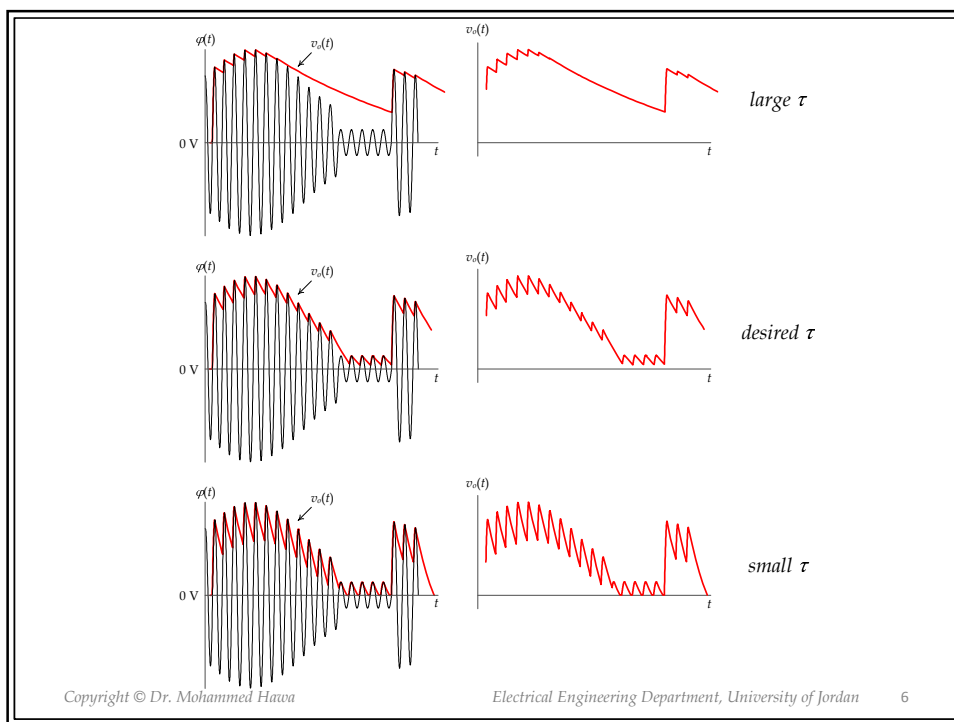 φ(t)
vₒ(t)
0 V
t
vₒ(t)
t
large τ
φ(t)
vₒ(t)
0 V
t
vₒ(t)
t
desired τ
φ(t)
vₒ(t)
0 V
t
vₒ(t)
t
small τ
Copyright © Dr. Mohammed Hawa
Electrical Engineering Department, University of Jordan
6